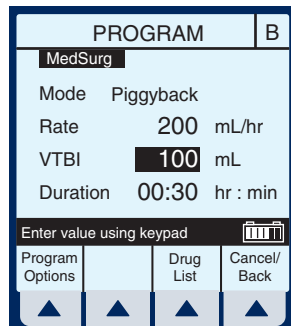 PROGRAM B
MedSurg
Mode Piggyback
Rate 200 mL/hr
VTBI 100 mL
Duration 00:30 hr : min
Enter value using keypad
Program Options
Drug List
Cancel/ Back